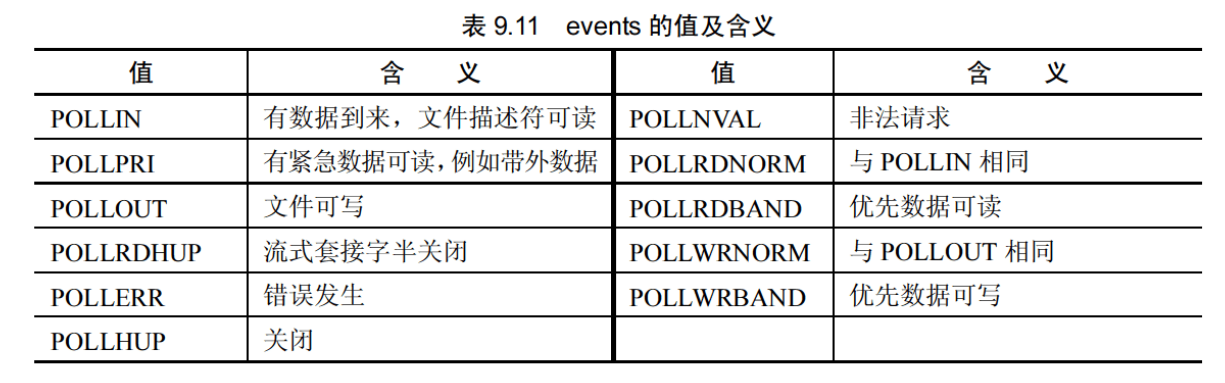 表 9.11 events 的值及含义
值 含 义 值 含 义
POLLIN 有数据到来，文件描述符可读 POLLNVAL 非法请求
POLLPRI 有紧急数据可读，例如带外数据 POLLRDNORM 与 POLLIN 相同
POLLOUT 文件可写 POLLRDBAND 优先数据可读
POLLRDHUP 流式套接字半关闭 POLLWRNORM 与 POLLOUT 相同
POLLERR 错误发生 POLLWRBAND 优先数据可写
POLLHUP 关闭